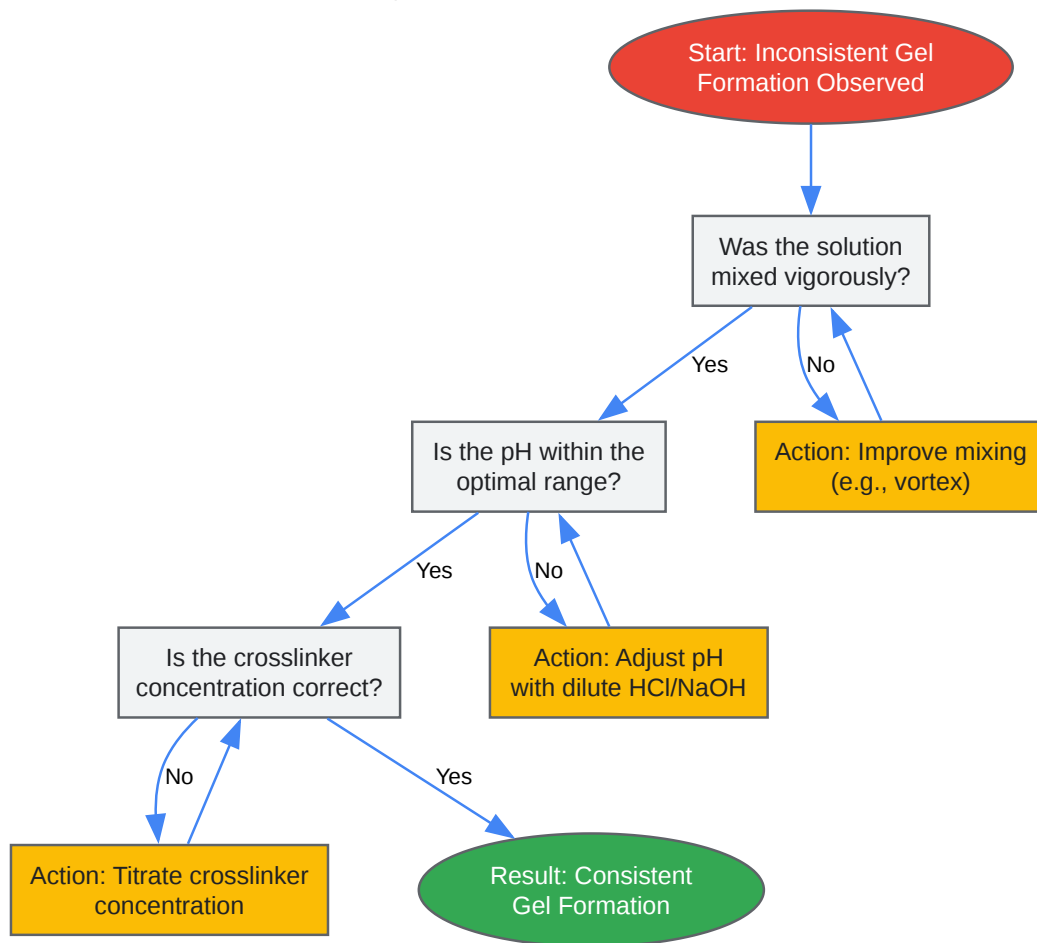 Start: Inconsistent Gel
Formation Observed
Was the solution
mixed vigorously?
Yes
No
Is the pH within the
optimal range?
Action: Improve mixing
(e.g., vortex)
Yes
No
Is the crosslinker
concentration correct?
Action: Adjust pH
with dilute HCl/NaOH
No
Yes
Action: Titrate crosslinker
concentration
Result: Consistent
Gel Formation